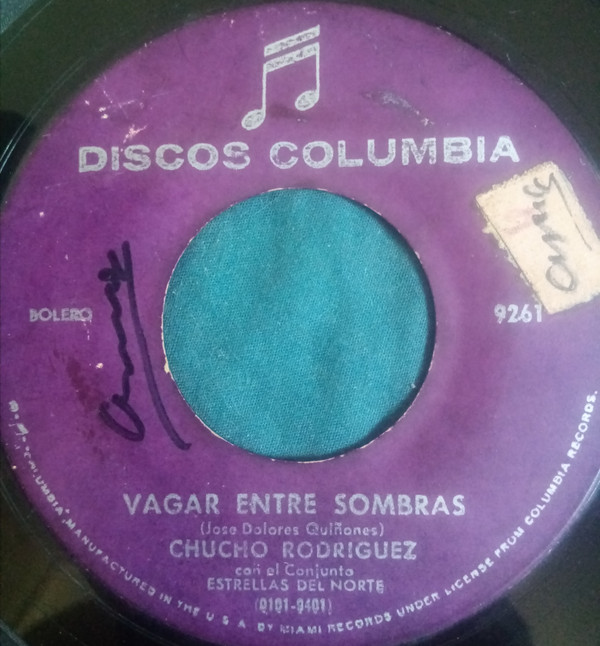 DISCOS COLUMBIA
BOLERO
9261
VAGAR ENTRE SOMBRAS
(Jose Dolores Quiñones)
CHUCHO RODRIGUEZ
con el Conjunto
ESTRELLAS DEL NORTE
(0101-9401)
"COLUMBIA", MANUFACTURED IN THE U S A BY MIAMI RECORDS UNDER LICENSE FROM COLUMBIA RECORDS.